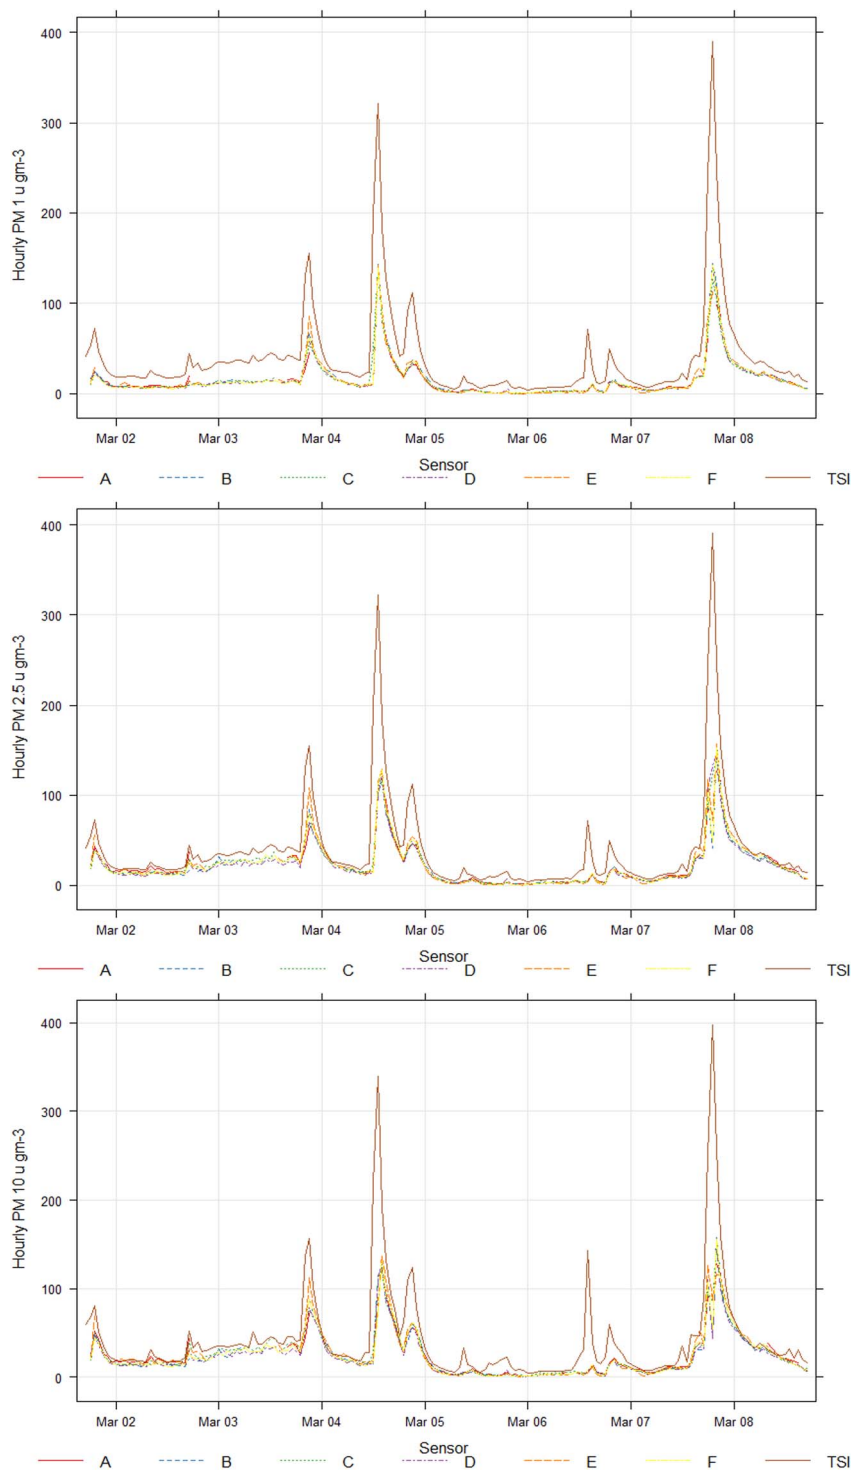 400
300
200
100
0
Hourly PM 1 u gm-3
Mar 02 Mar 03 Mar 04 Mar 05 Mar 06 Mar 07 Mar 08
Sensor
A B C D E F TSI
400
300
200
100
0
Hourly PM 2.5 u gm-3
Mar 02 Mar 03 Mar 04 Mar 05 Mar 06 Mar 07 Mar 08
Sensor
A B C D E F TSI
400
300
200
100
0
Hourly PM 10 u gm-3
Mar 02 Mar 03 Mar 04 Mar 05 Mar 06 Mar 07 Mar 08
Sensor
A B C D E F TSI